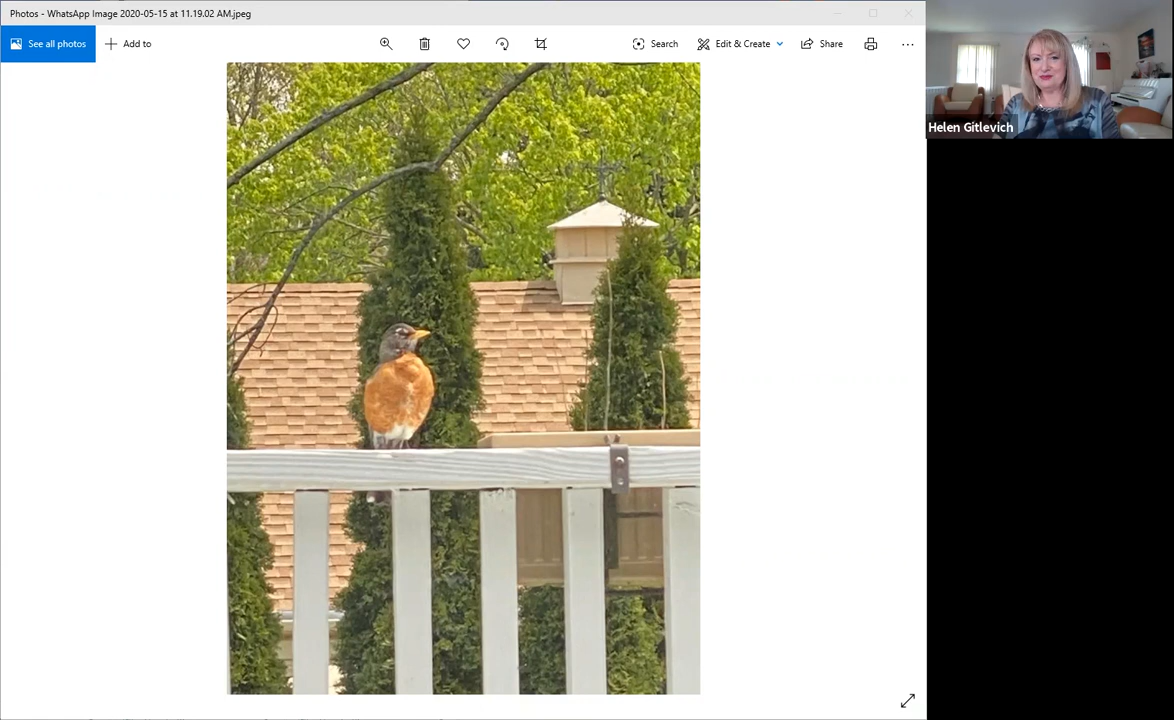 Photos - WhatsApp Image 2020-05-15 at 11.19.02 AM.jpeg
See all photos
Add to
Search
Edit & Create
Share
Helen Gitlevich